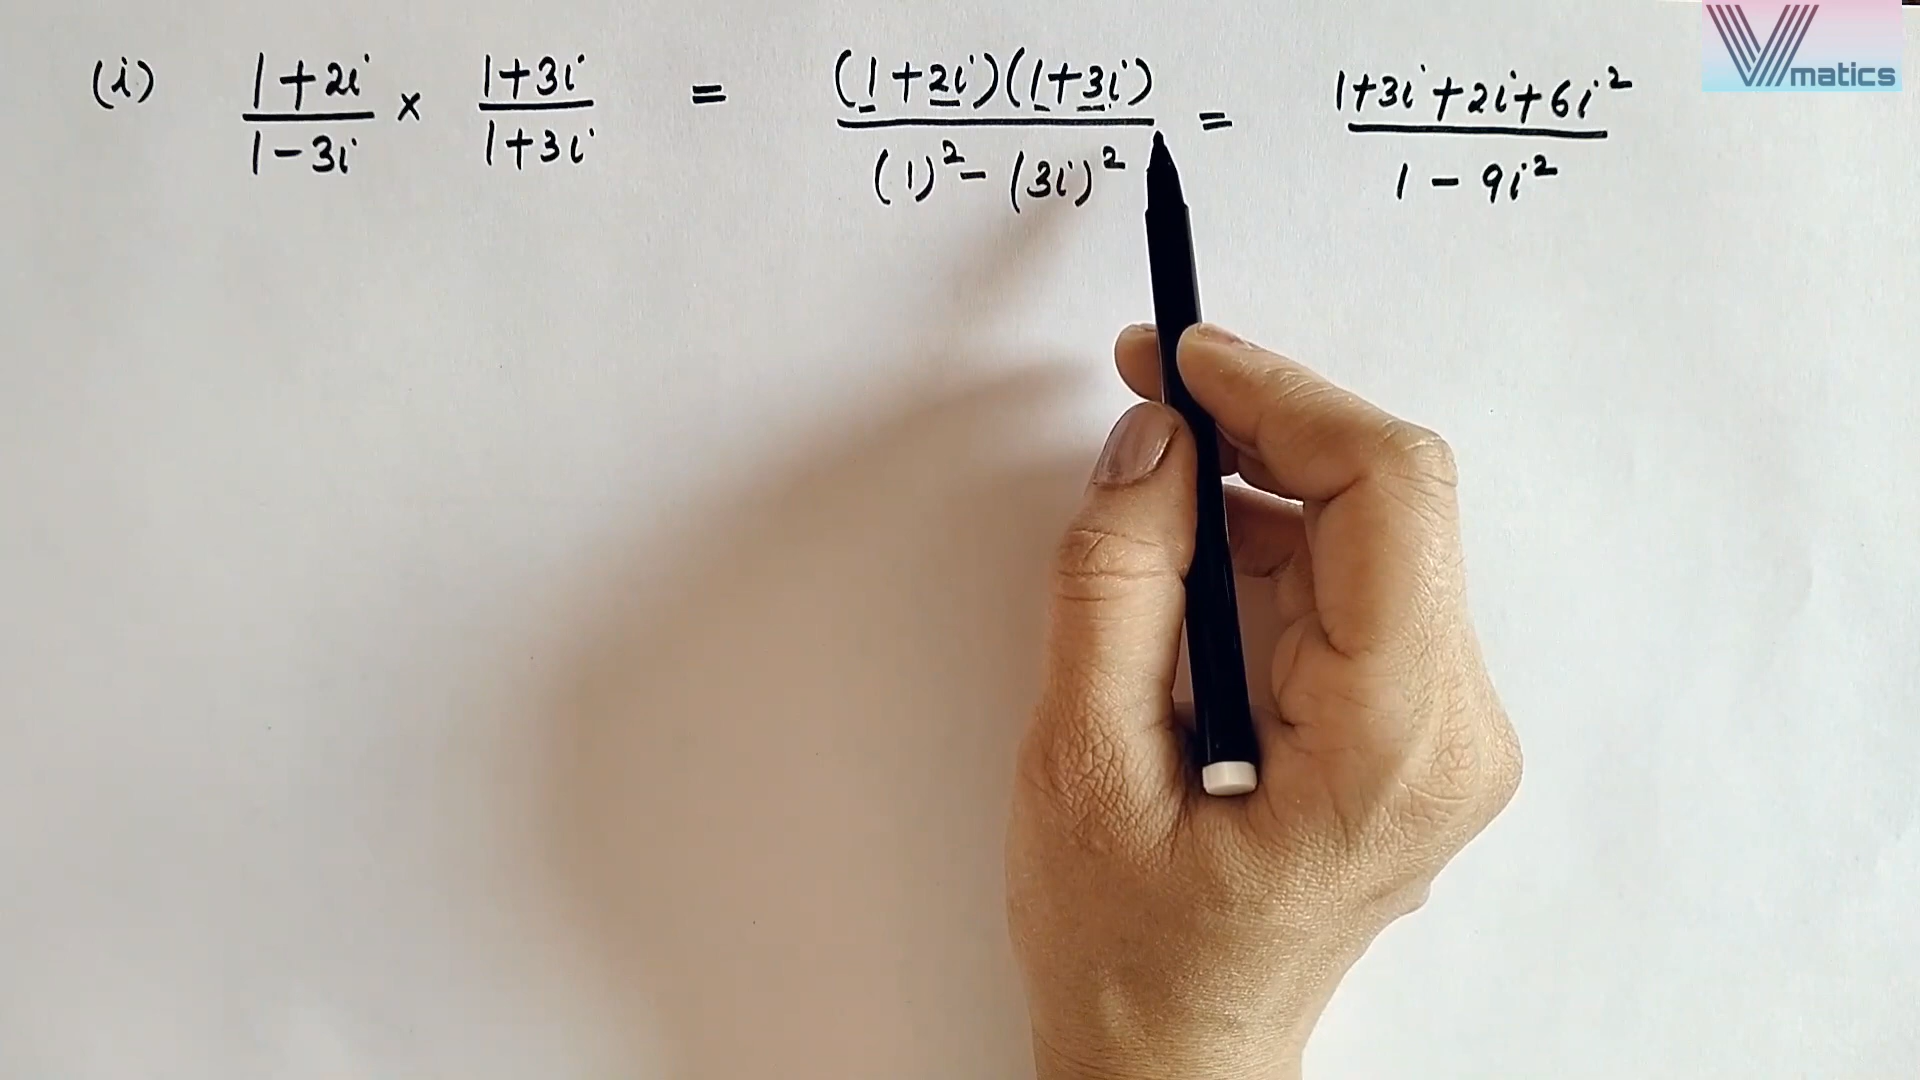 (i) (1+2i)/(1-3i) × (1+3i)/(1+3i) = ((1+2i)(1+3i))/((1)²-(3i)²) = (1+3i+2i+6i²)/(1-9i²)
Vmatics